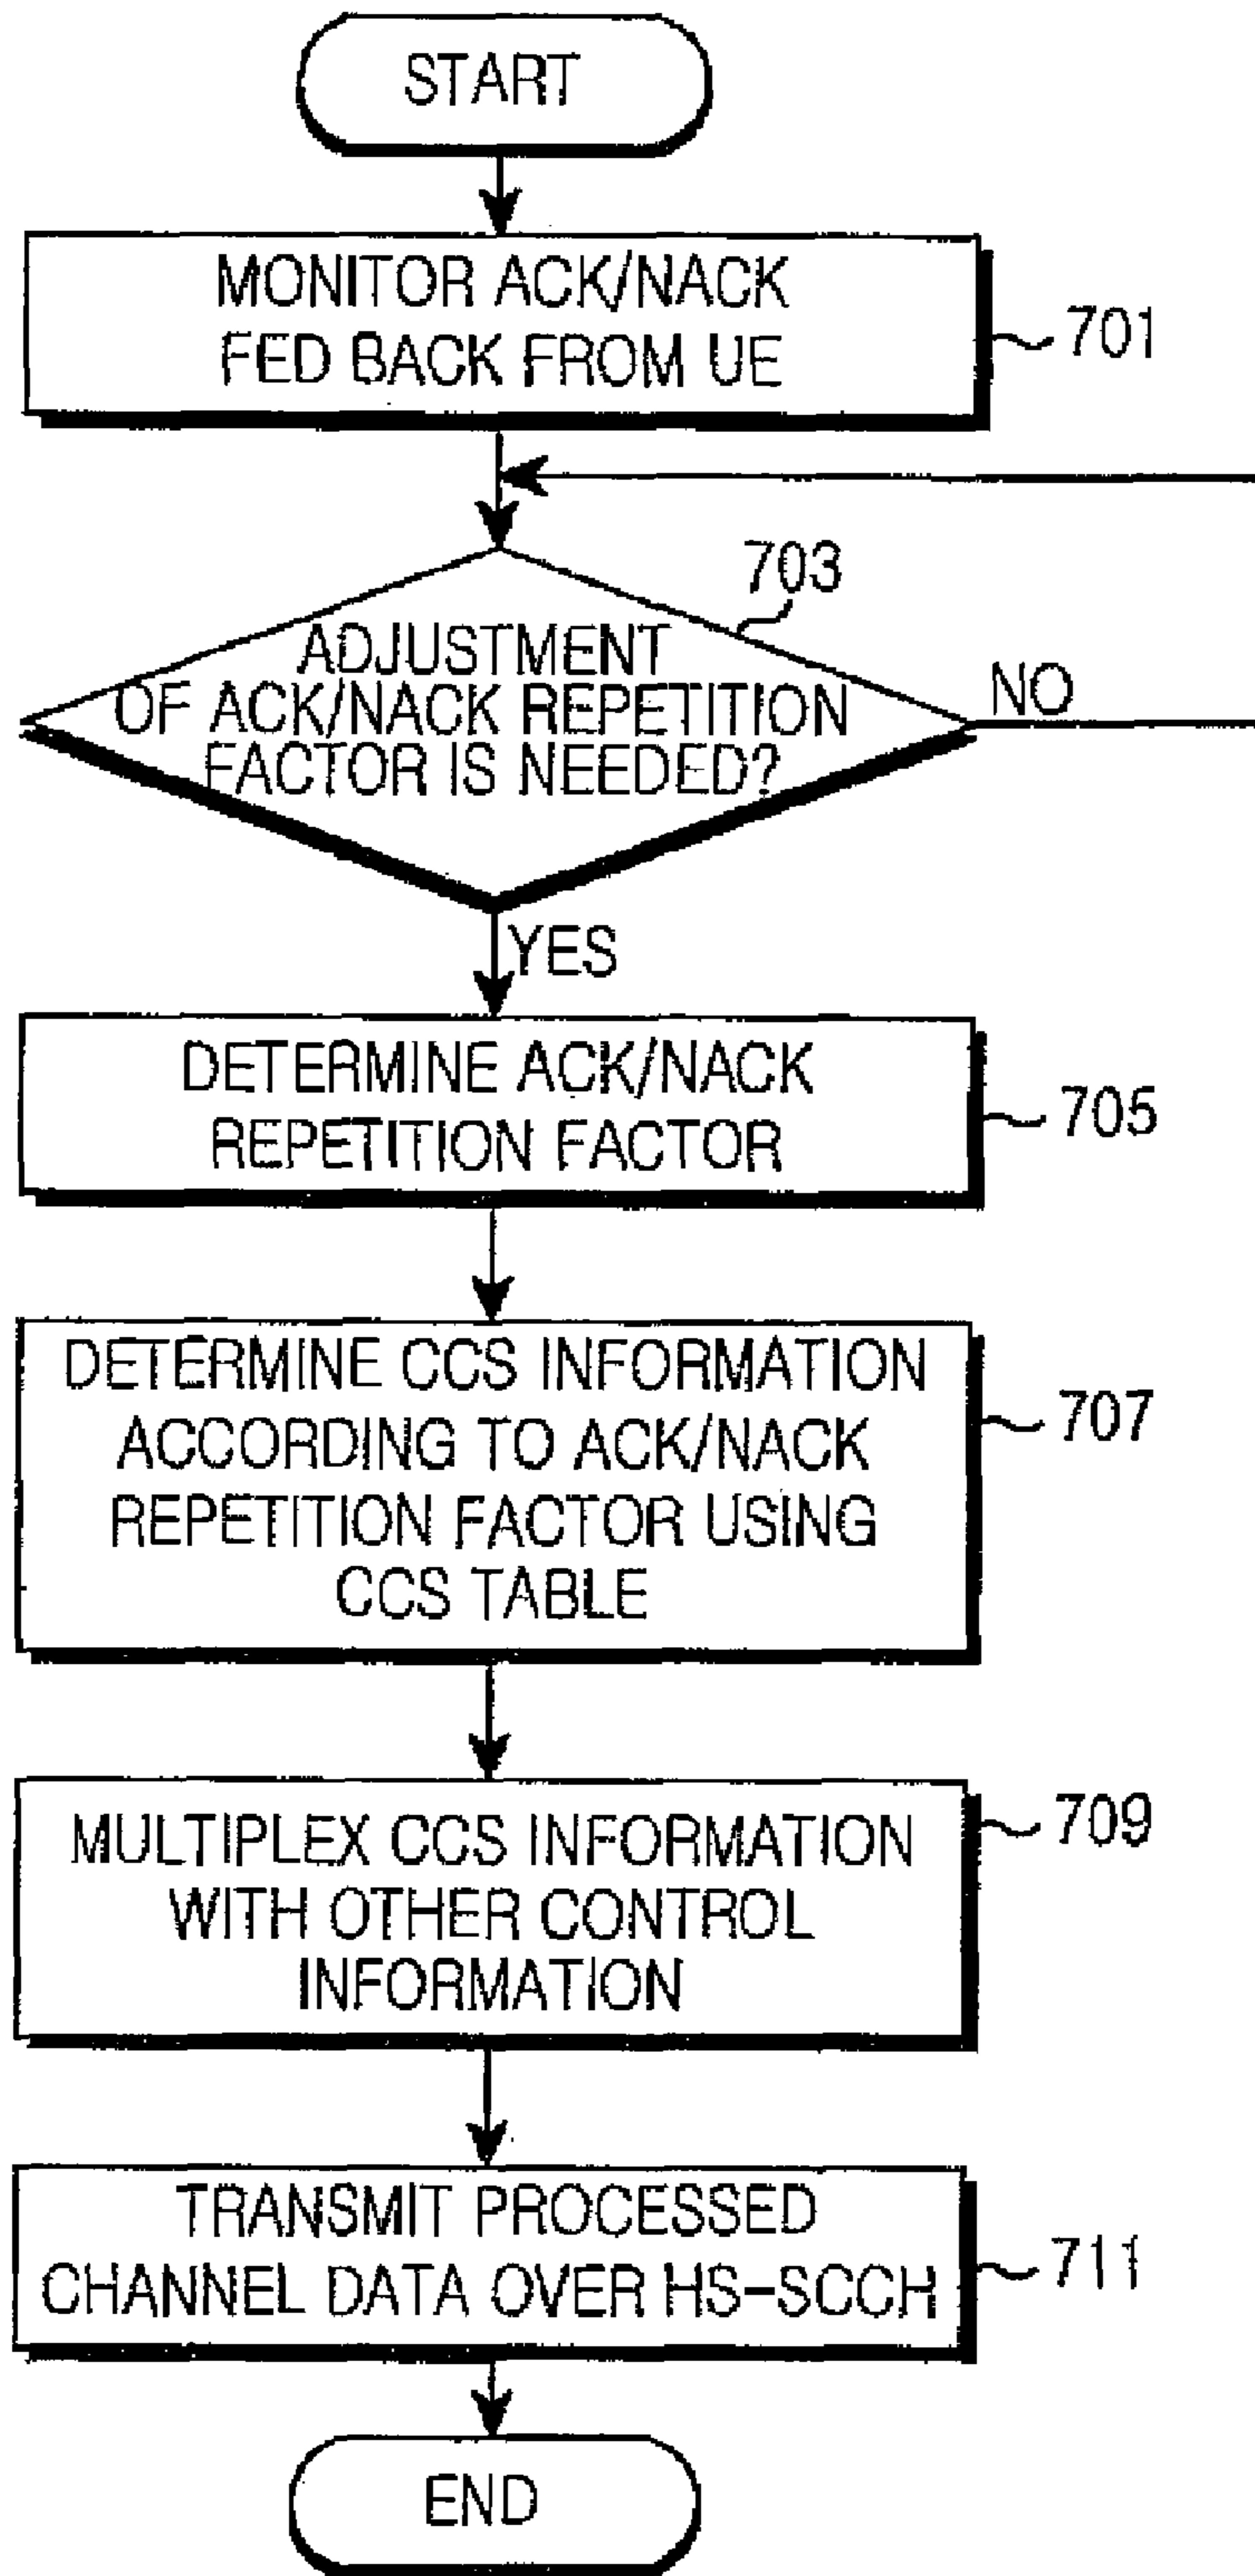 START
MONITOR ACK/NACK
FED BACK FROM UE
701
703
ADJUSTMENT
OF ACK/NACK REPETITION
FACTOR IS NEEDED?
NO
YES
DETERMINE ACK/NACK
REPETITION FACTOR
705
DETERMINE CCS INFORMATION
ACCORDING TO ACK/NACK
REPETITION FACTOR USING
CCS TABLE
707
MULTIPLEX CCS INFORMATION
WITH OTHER CONTROL
INFORMATION
709
TRANSMIT PROCESSED
CHANNEL DATA OVER HS-SCCH
711
END